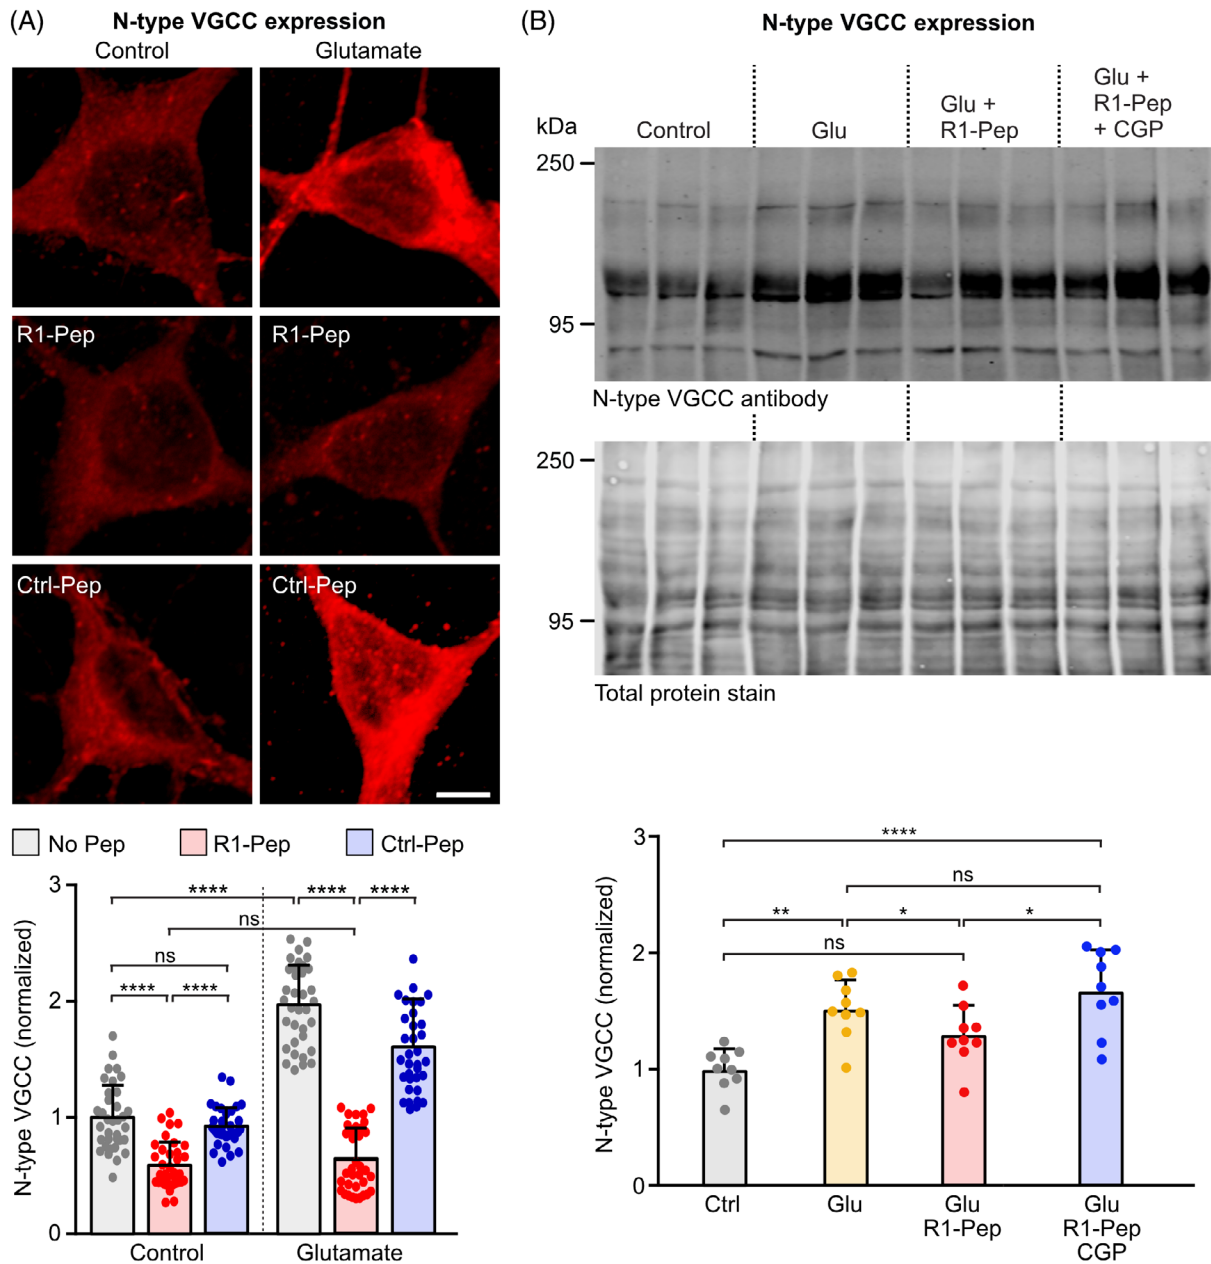 (A)
N-type VGCC expression
Control Glutamate
R1-Pep R1-Pep
Ctrl-Pep Ctrl-Pep
No Pep R1-Pep Ctrl-Pep
N-type VGCC (normalized)
3
2
1
0
**** **** ****
ns
ns
**** ****
Control Glutamate
(B)
N-type VGCC expression
kDa
Control
Glu
Glu +
R1-Pep
Glu +
R1-Pep
+ CGP
250
95
N-type VGCC antibody
250
95
Total protein stain
N-type VGCC (normalized)
3
2
1
0
****
ns
** * *
ns
Ctrl
Glu
Glu
R1-Pep
Glu
R1-Pep
CGP